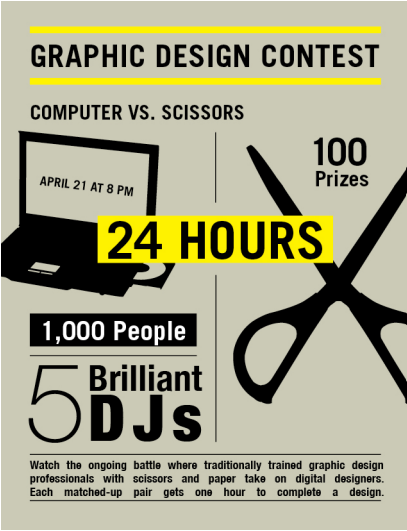 GRAPHIC DESIGN CONTEST
COMPUTER VS. SCISSORS
APRIL 21 AT 8 PM
100
Prizes
24 HOURS
1,000 People
5 Brilliant
DJs
Watch the ongoing battle where traditionally trained graphic design
professionals with scissors and paper take on digital designers.
Each matched-up pair gets one hour to complete a design.